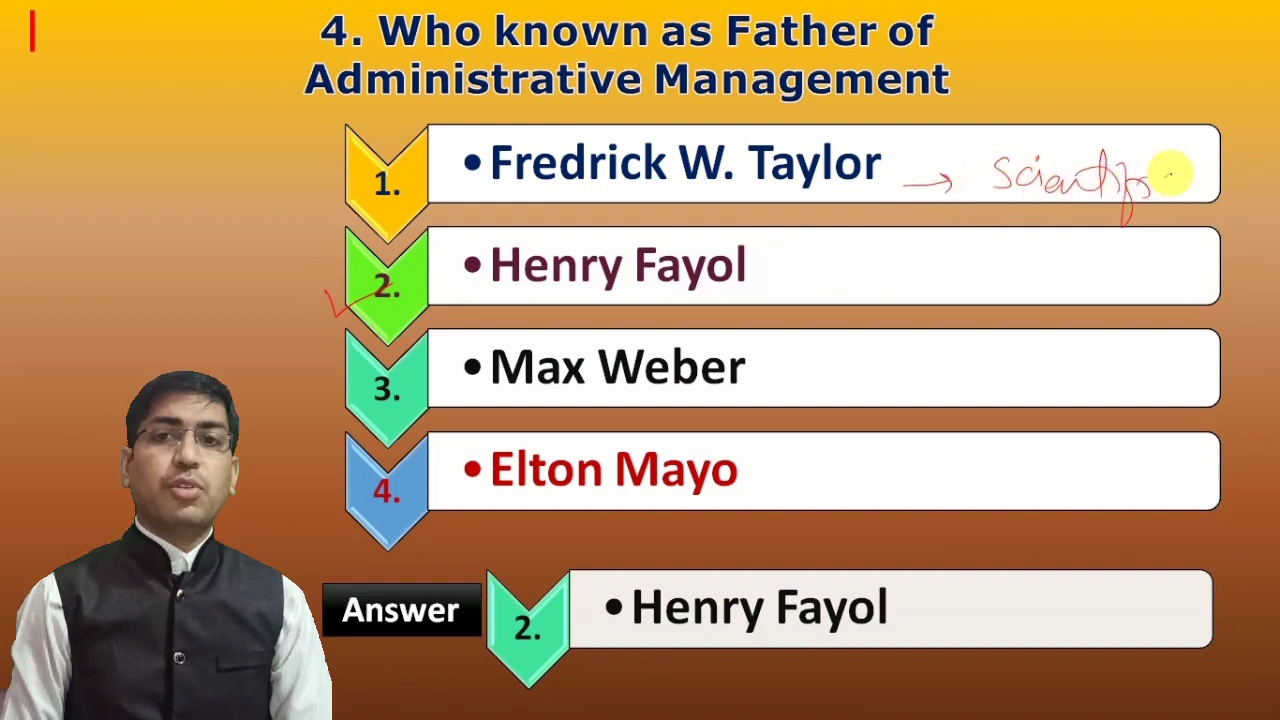 4. Who known as Father of
Administrative Management
1.
•Fredrick W. Taylor → Scientif
2.
•Henry Fayol
3.
•Max Weber
4.
•Elton Mayo
Answer
2.
•Henry Fayol